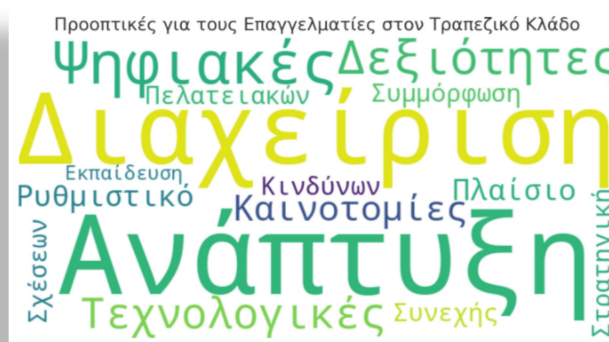 Προοπτικές για τους Επαγγελματίες στον Τραπεζικό Κλάδο
Ψηφιακές Δεξιότητες
Πελατειακών Συμμόρφωση
Διαχείριση
Εκπαίδευση
Κινδύνων Πλαίσιο
Ρυθμιστικό
Καινοτομίες
Σχέσεων
Ανάπτυξη
Στρατηγική
Τεχνολογικές Συνεχής